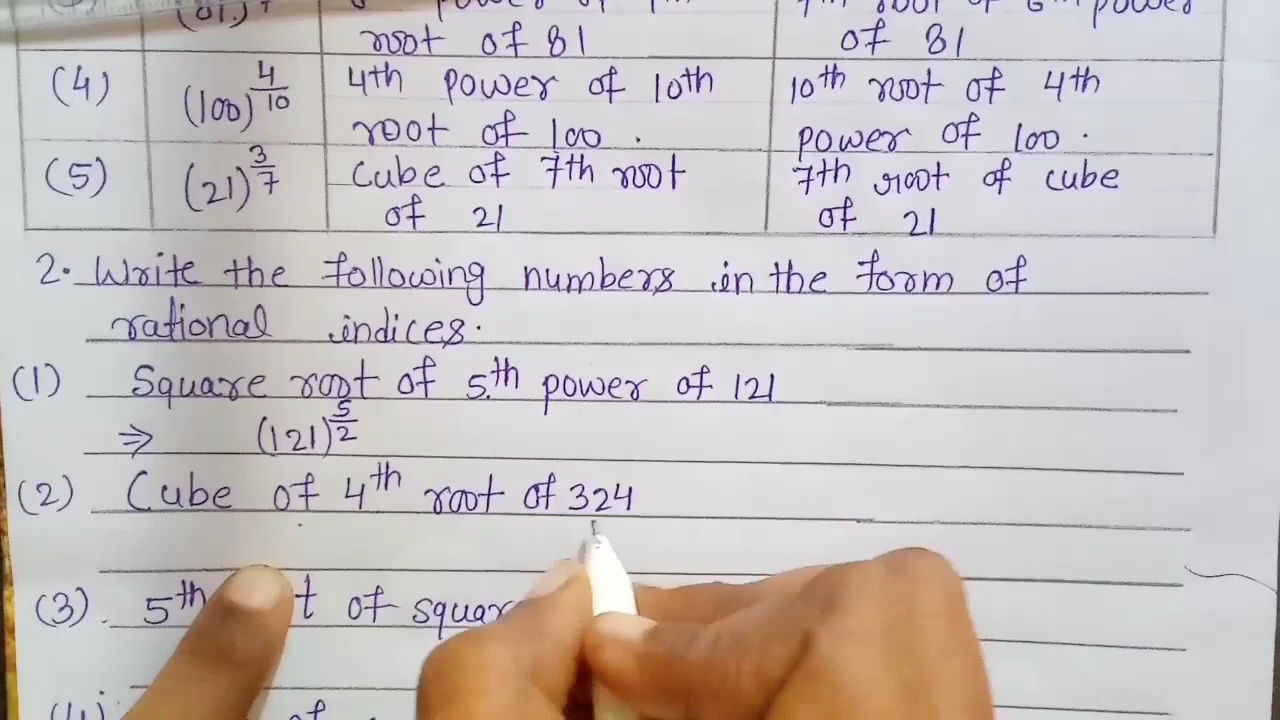 (81)
root of 81
of 81
(4) (100)^4/10 4th power of 10th root of 100. 10th root of 4th power of 100.
(5) (21)^3/7 Cube of 7th root of 21 7th root of cube of 21
2. Write the following numbers in the form of
rational indices.
(1) Square root of 5th power of 121
⇒ (121)^5/2
(2) Cube of 4th root of 324
(3). 5th of
of